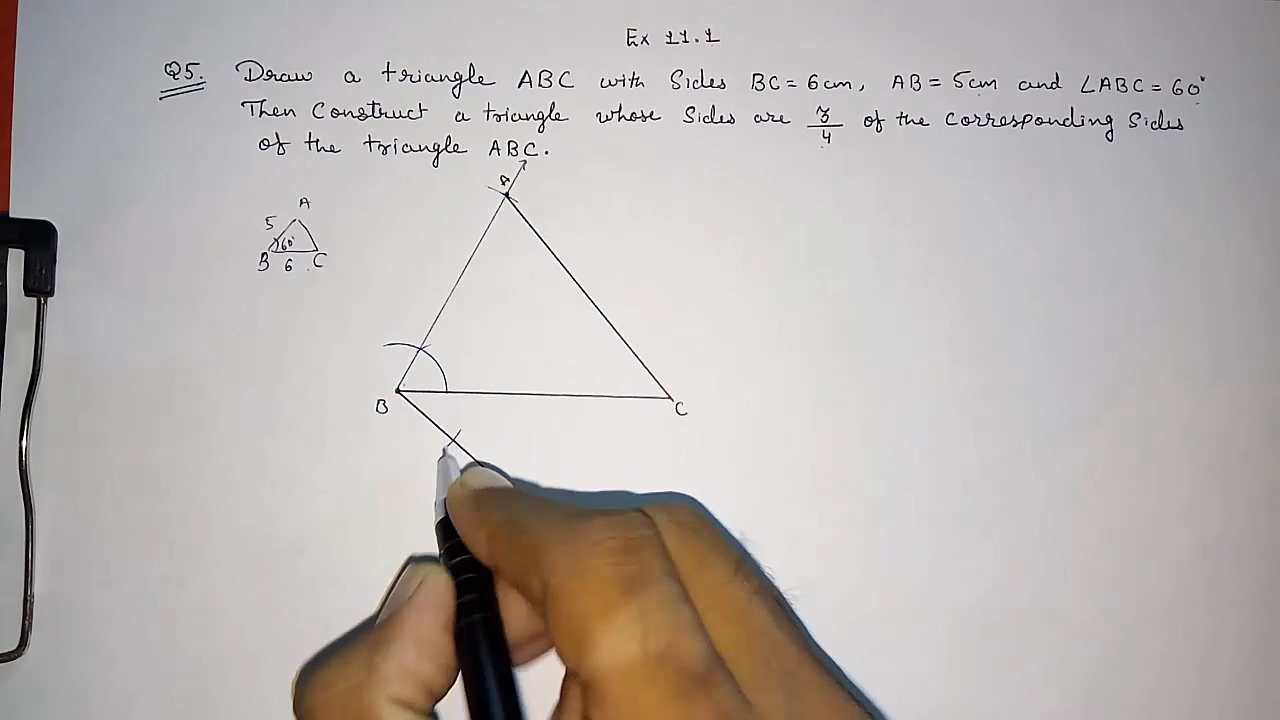 Ex 11.1
Q5. Draw a triangle ABC with Sides BC = 6cm, AB = 5cm and ∠ABC = 60°
Then Construct a triangle whose Sides are 3/4 of the corresponding Sides
of the triangle ABC.
A
5
60°
B 6 C
A
B
C